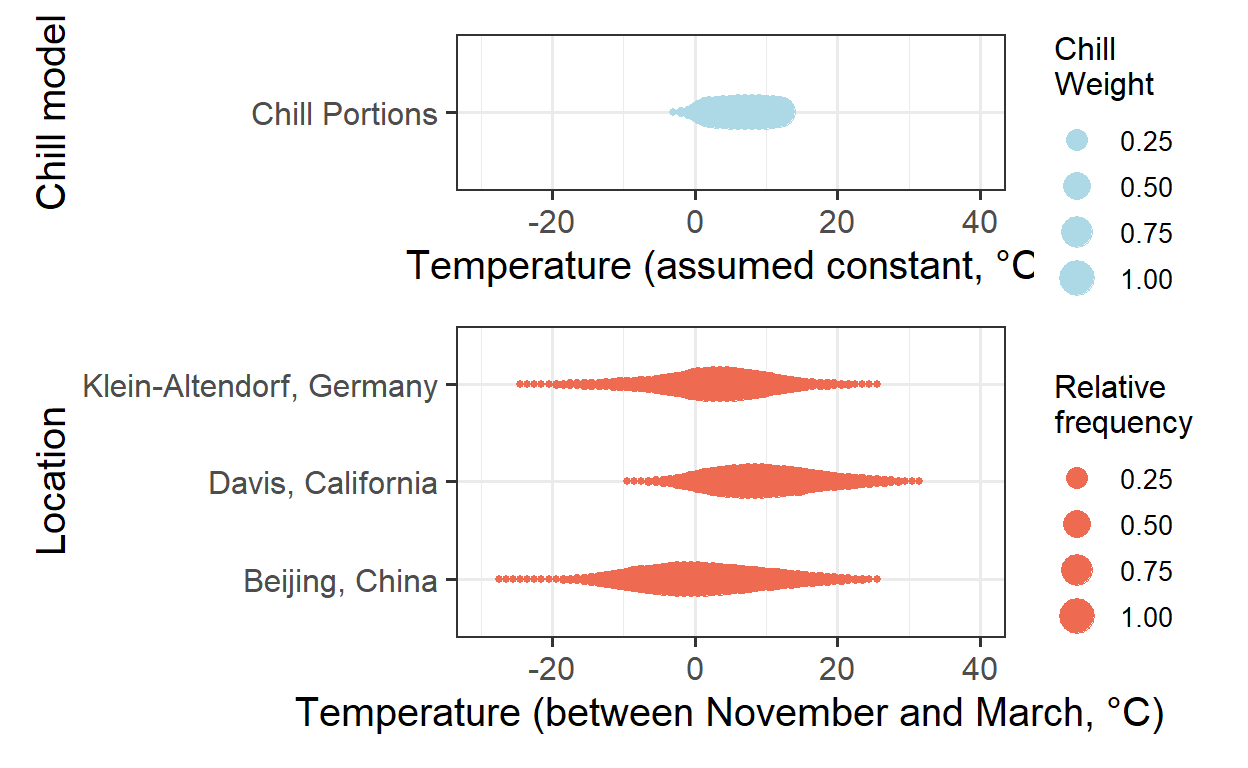 Chill model
Chill Portions
-20 0 20 40
Temperature (assumed constant, °C
Chill
Weight
0.25
0.50
0.75
1.00
Location
Klein-Altendorf, Germany
Davis, California
Beijing, China
-20 0 20 40
Temperature (between November and March, °C)
Relative
frequency
0.25
0.50
0.75
1.00